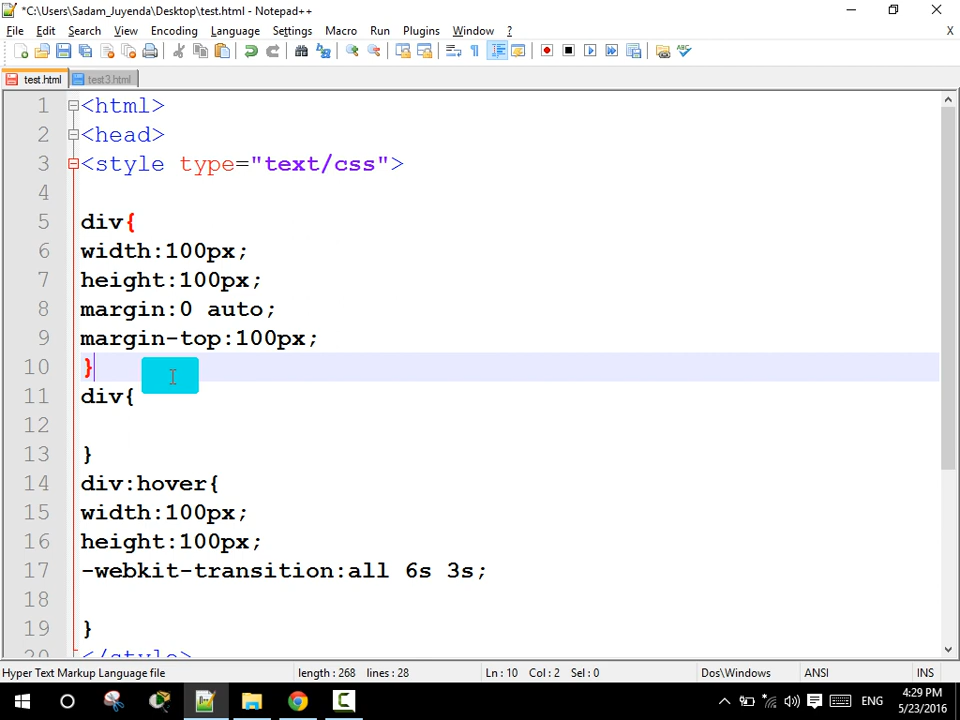 *C:\Users\Sadam_Juyenda\Desktop\test.html - Notepad++
File Edit Search View Encoding Language Settings Macro Run Plugins Window ? X
test.html test3.html
1 <html>
2 <head>
3 <style type="text/css">
4
5 div{
6 width:100px;
7 height:100px;
8 margin:0 auto;
9 margin-top:100px;
10 }
11 div{
12
13 }
14 div:hover{
15 width:100px;
16 height:100px;
17 -webkit-transition:all 6s 3s;
18
19 }
20 </style>
Hyper Text Markup Language file length : 268 lines : 28 Ln : 10 Col : 2 Sel : 0 Dos\Windows ANSI INS
ENG 4:29 PM
5/23/2016